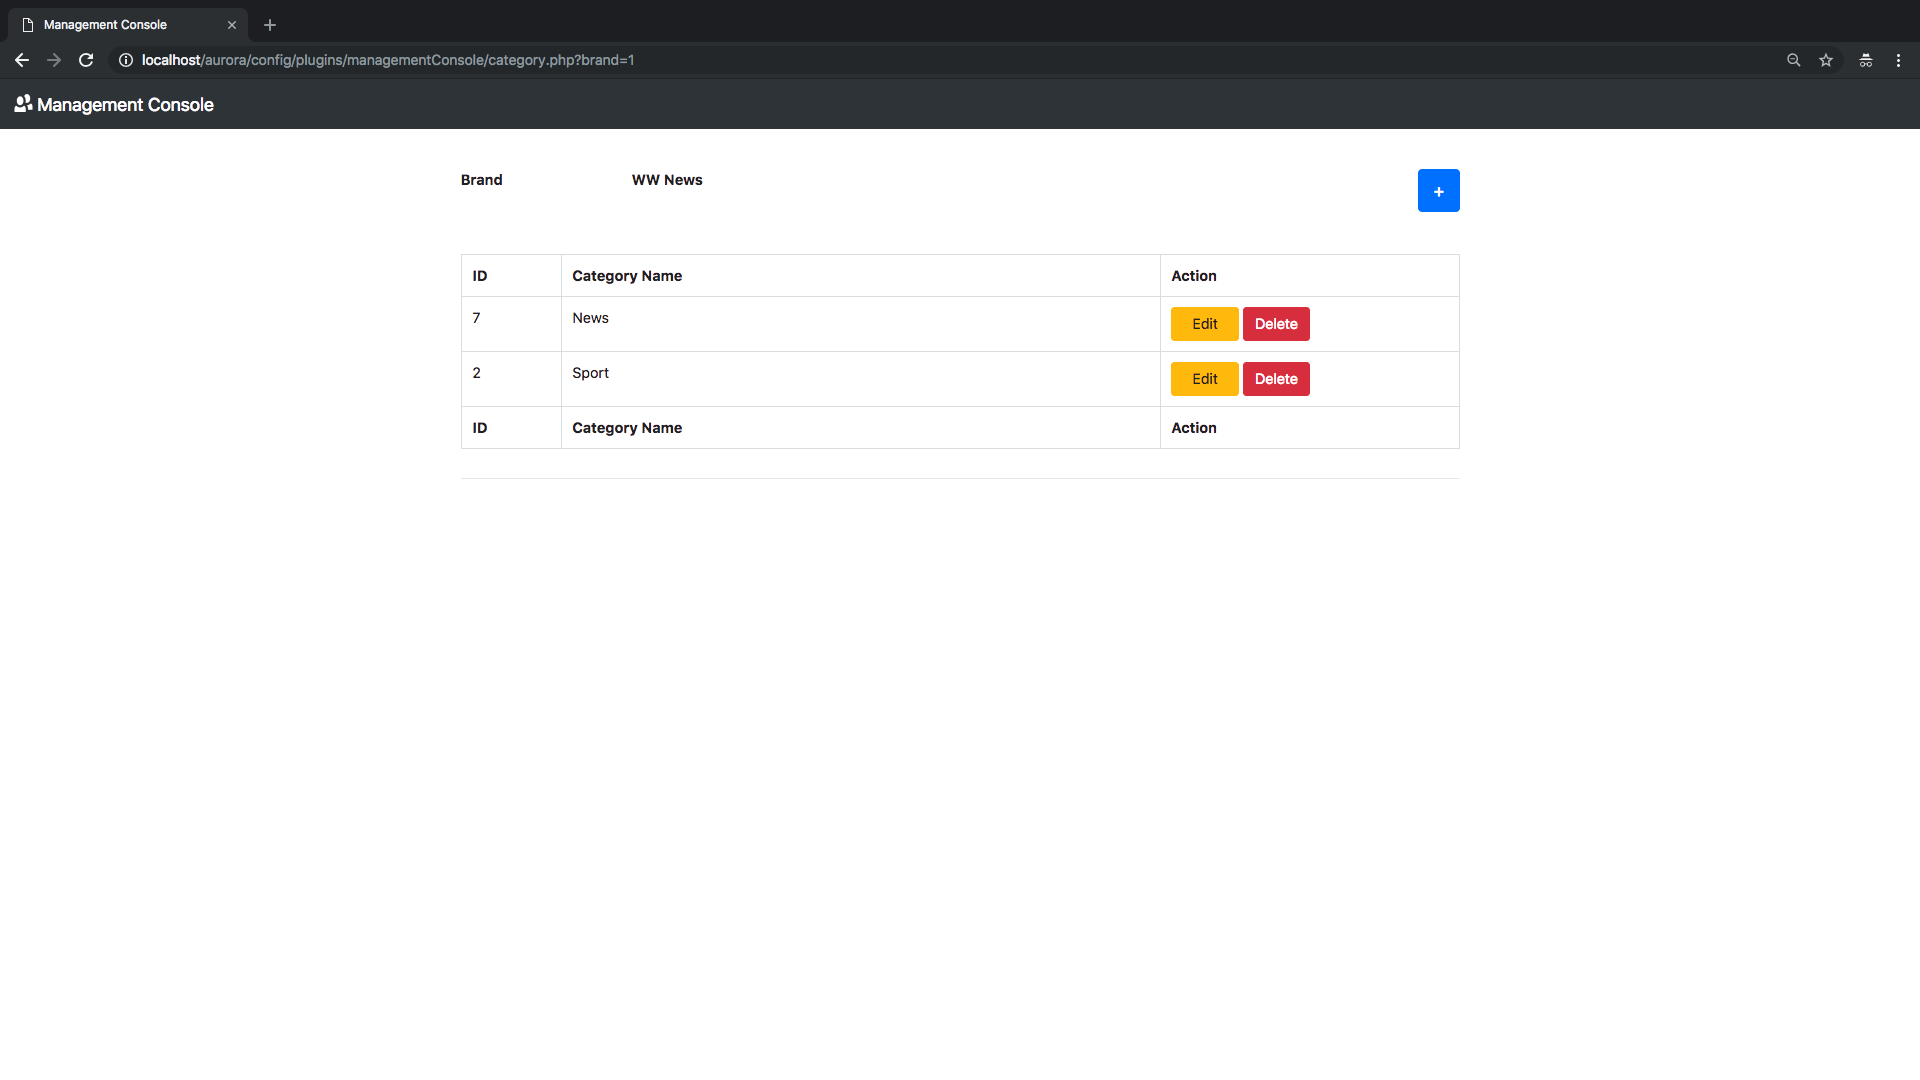 Management Console
localhost/aurora/config/plugins/managementConsole/category.php?brand=1
Management Console
Brand WW News +
ID Category Name Action
7 News Edit Delete
2 Sport Edit Delete
ID Category Name Action